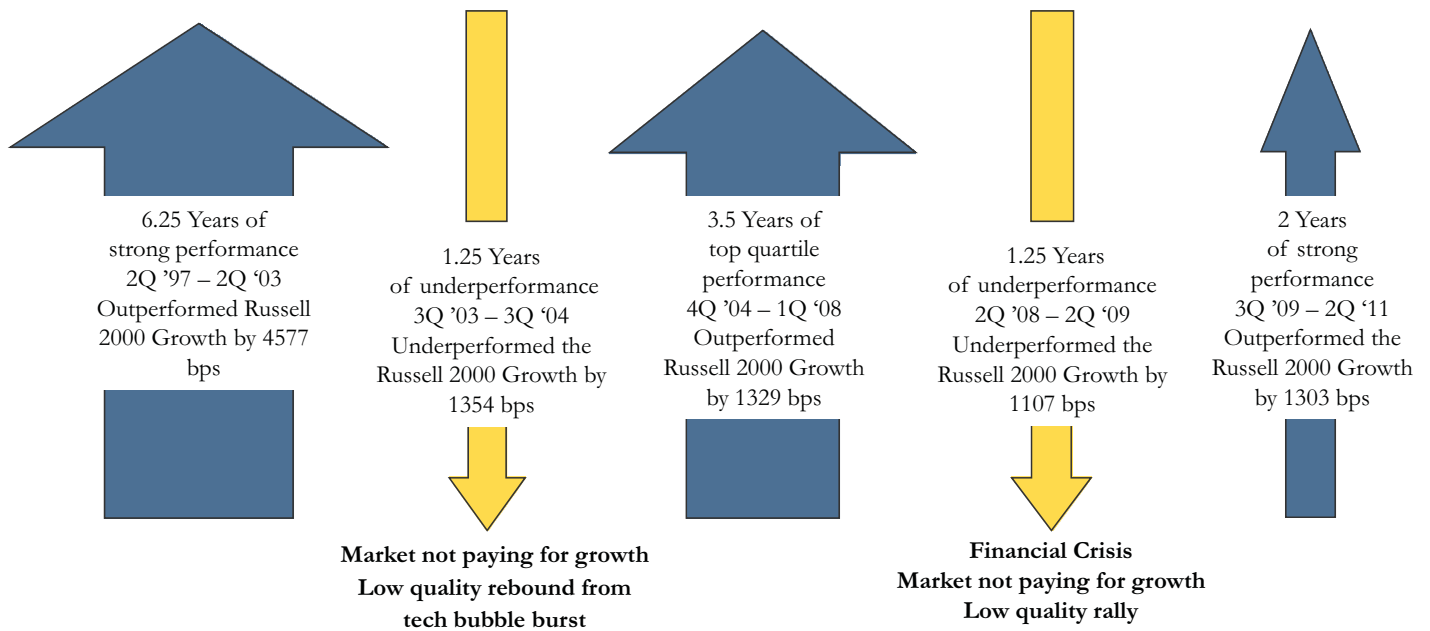 6.25 Years of
strong performance
2Q ’97 – 2Q ‘03
Outperformed Russell
2000 Growth by 4577
bps
1.25 Years
of underperformance
3Q ’03 – 3Q ‘04
Underperformed the
Russell 2000 Growth by
1354 bps
Market not paying for growth
Low quality rebound from
tech bubble burst
3.5 Years of
top quartile
performance
4Q ’04 – 1Q ‘08
Outperformed
Russell 2000 Growth
by 1329 bps
1.25 Years
of underperformance
2Q ’08 – 2Q ‘09
Underperformed the
Russell 2000 Growth by
1107 bps
Financial Crisis
Market not paying for growth
Low quality rally
2 Years
of strong
performance
3Q ’09 – 2Q ‘11
Outperformed the
Russell 2000 Growth
by 1303 bps